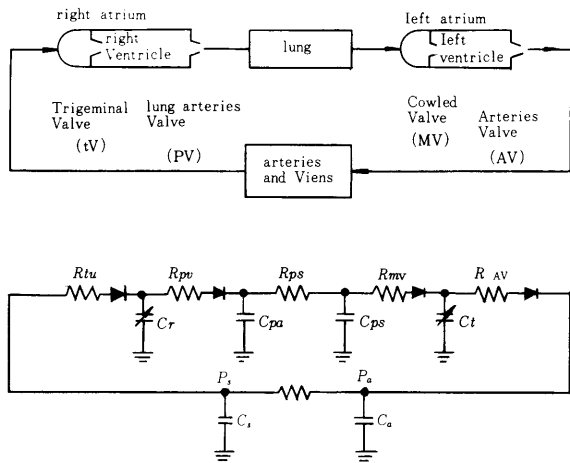 right atrium
left atrium
right
Ventricle
lung
left
ventricle
Trigeminal
Valve
(tV)
lung arteries
Valve
(PV)
Cowled
Valve
(MV)
Arteries
Valve
(AV)
arteries
and Viens
Rtu
Rpv
Rps
Rmv
R AV
Cr
Cpa
Cps
Ct
Ps
Pa
Cs
Ca